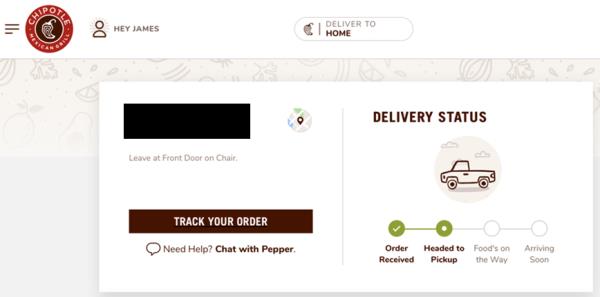 CHIPOTLE
MEXICAN GRILL
HEY JAMES
DELIVER TO
HOME
Leave at Front Door on Chair.
TRACK YOUR ORDER
Need Help? Chat with Pepper.
DELIVERY STATUS
Order Received
Headed to Pickup
Food's on the Way
Arriving Soon